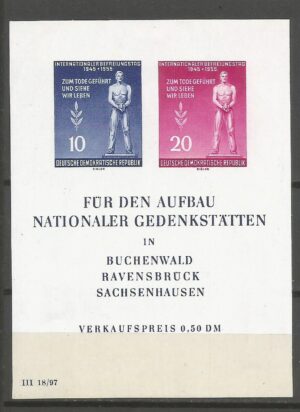 INTERNATIONALER BEFREIUNGSTAG
1945 - 1955
ZUM TODE GEFÜHRT
UND SIEHE
WIR LEBEN
10
DEUTSCHE DEMOKRATISCHE REPUBLIK
INTERNATIONALER BEFREIUNGSTAG
1945 - 1955
ZUM TODE GEFÜHRT
UND SIEHE
WIR LEBEN
20
DEUTSCHE DEMOKRATISCHE REPUBLIK
FÜR DEN AUFBAU
NATIONALER GEDENKSTÄTTEN
IN
BUCHENWALD
RAVENSBRÜCK
SACHSENHAUSEN
VERKAUFSPREIS 0,50 DM
III 18/97